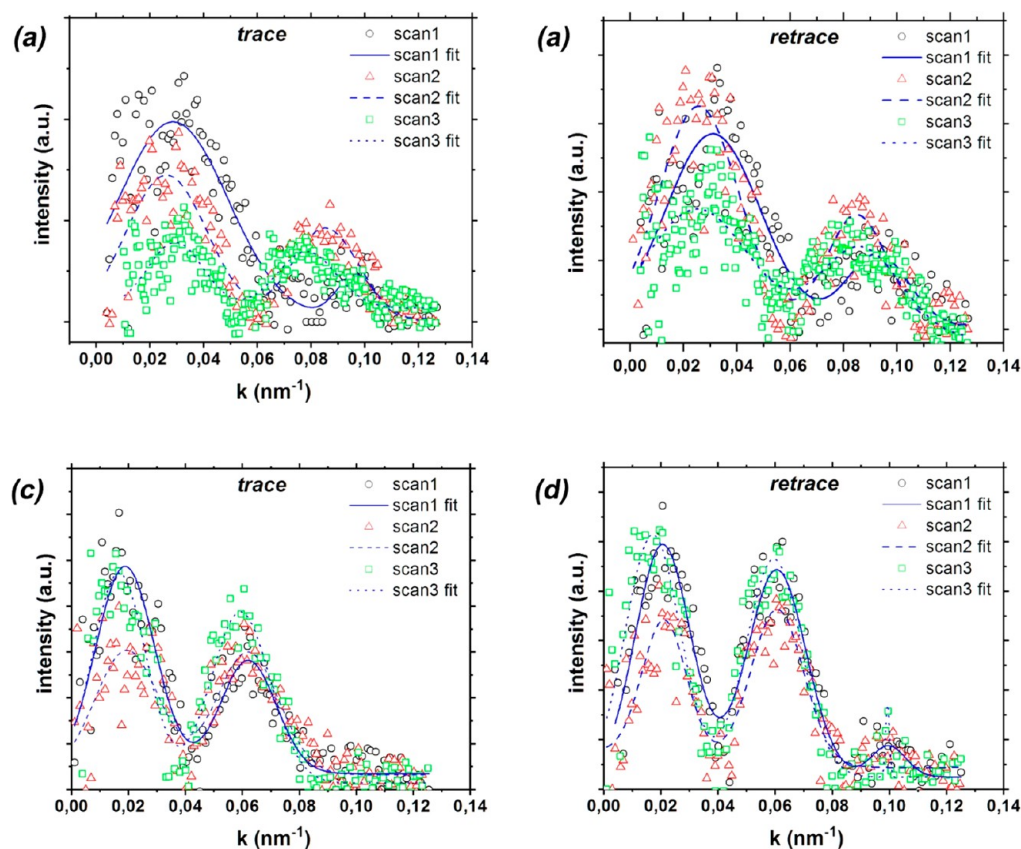 (a)
trace
scan1
scan1 fit
scan2
scan2 fit
scan3
scan3 fit
intensity (a.u.)
0,00 0,02 0,04 0,06 0,08 0,10 0,12 0,14
k (nm⁻¹)
(a)
retrace
scan1
scan1 fit
scan2
scan2 fit
scan3
scan3 fit
intensity (a.u.)
0,00 0,02 0,04 0,06 0,08 0,10 0,12 0,14
k (nm⁻¹)
(c)
trace
scan1
scan1 fit
scan2
scan2
scan3
scan3 fit
intensity (a.u.)
0,00 0,02 0,04 0,06 0,08 0,10 0,12 0,14
k (nm⁻¹)
(d)
retrace
scan1
scan1 fit
scan2
scan2 fit
scan3
scan3 fit
intensity (a.u.)
0,00 0,02 0,04 0,06 0,08 0,10 0,12 0,14
k (nm⁻¹)